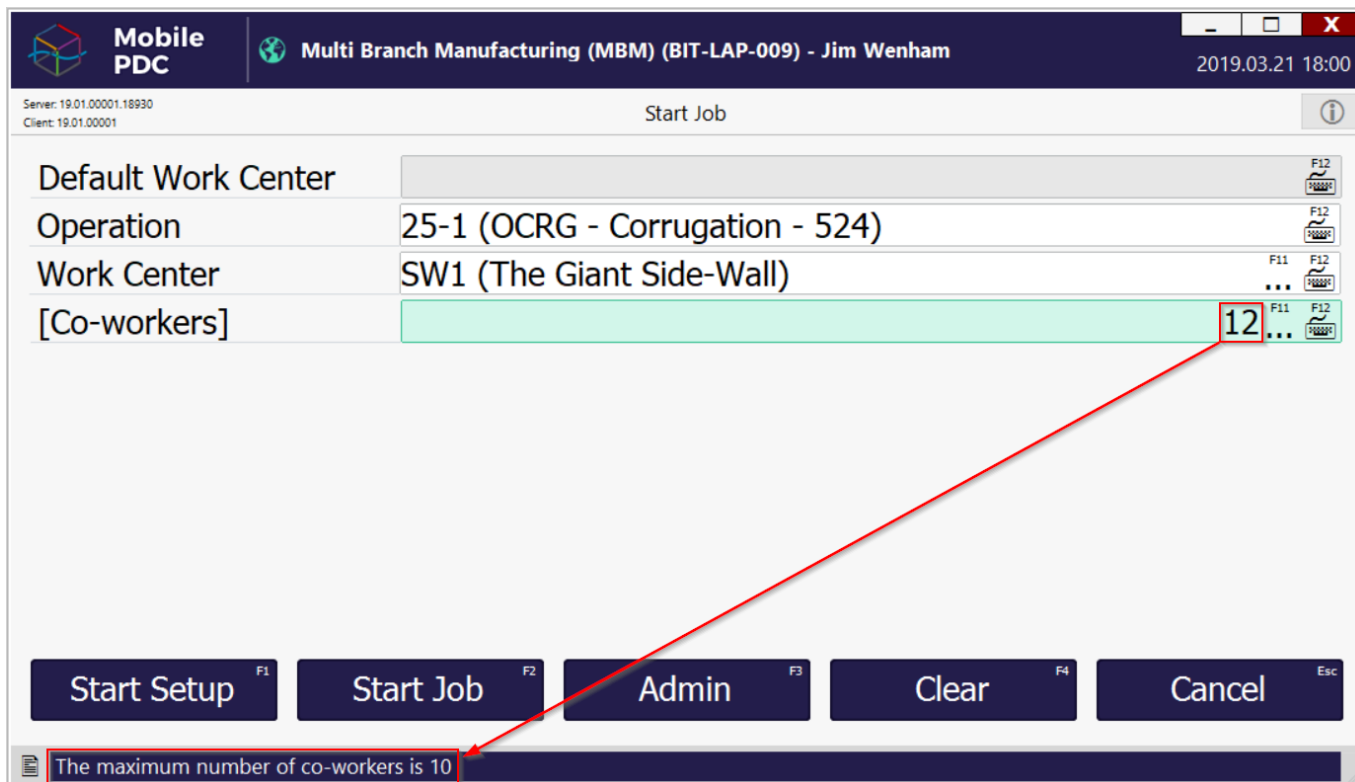 Mobile
PDC
Multi Branch Manufacturing (MBM) (BIT-LAP-009) - Jim Wenham
X
2019.03.21 18:00
Server: 19.01.00001.18930
Client: 19.01.00001
Start Job
Default Work Center F12
Operation 25-1 (OCRG - Corrugation - 524) F12
Work Center SW1 (The Giant Side-Wall) F11 ... F12
[Co-workers] 12 F11 ... F12
Start Setup F1 Start Job F2 Admin F3 Clear F4 Cancel Esc
The maximum number of co-workers is 10